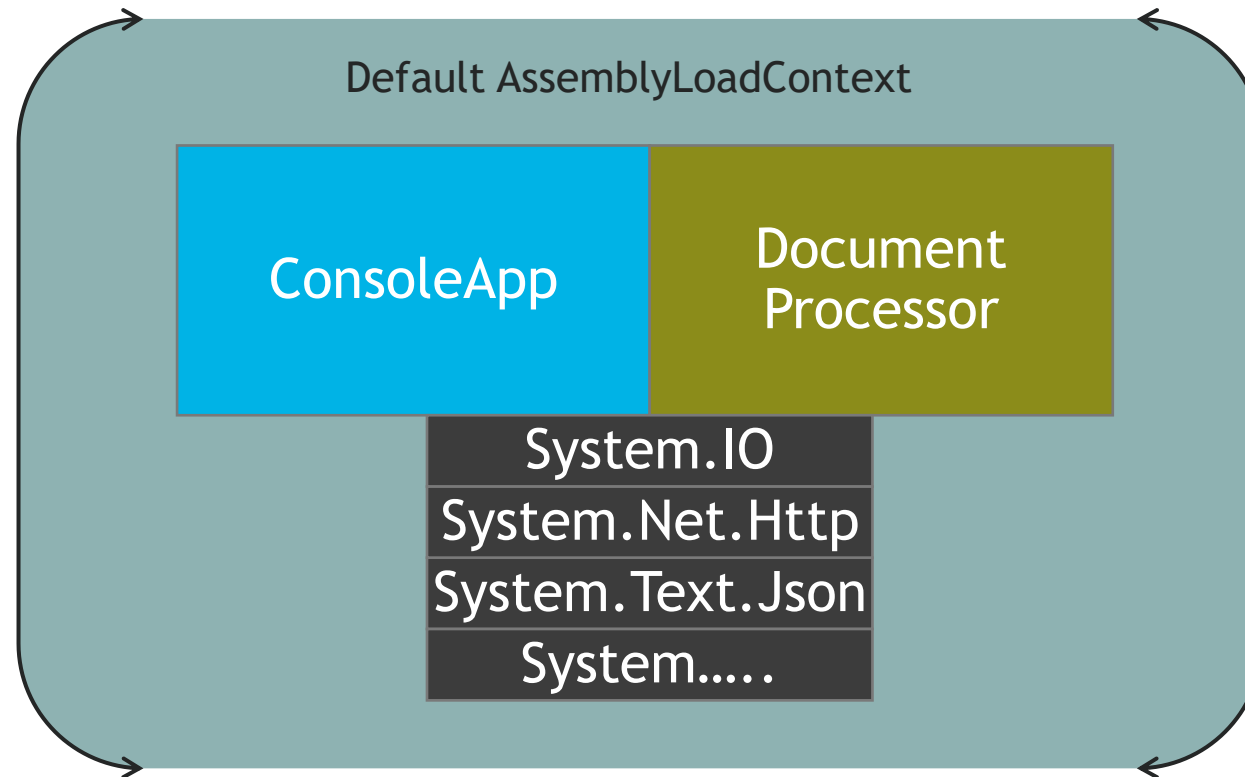 Default AssemblyLoadContext
ConsoleApp
Document
Processor
System.IO
System.Net.Http
System.Text.Json
System…..